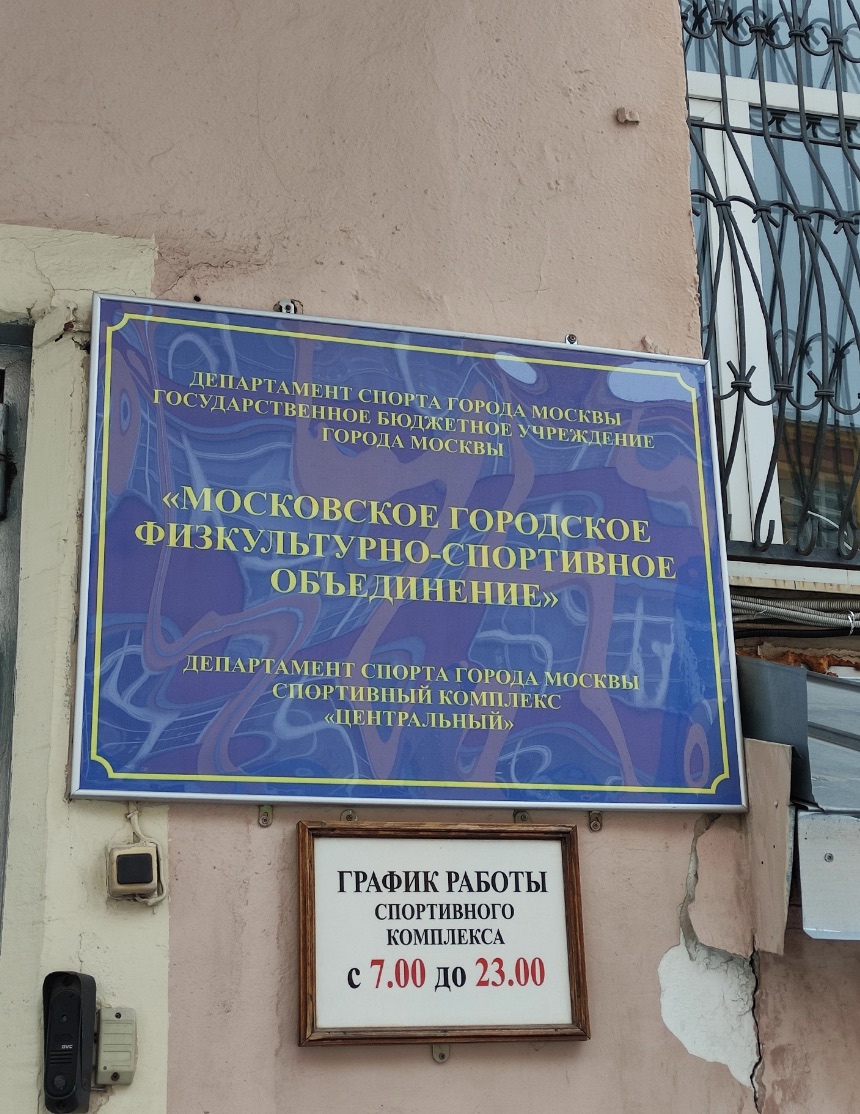 ДЕПАРТАМЕНТ СПОРТА ГОРОДА МОСКВЫ
ГОСУДАРСТВЕННОЕ БЮДЖЕТНОЕ УЧРЕЖДЕНИЕ
ГОРОДА МОСКВЫ
«МОСКОВСКОЕ ГОРОДСКОЕ
ФИЗКУЛЬТУРНО-СПОРТИВНОЕ
ОБЪЕДИНЕНИЕ»
ДЕПАРТАМЕНТ СПОРТА ГОРОДА МОСКВЫ
СПОРТИВНЫЙ КОМПЛЕКС
«ЦЕНТРАЛЬНЫЙ»
ГРАФИК РАБОТЫ
СПОРТИВНОГО
КОМПЛЕКСА
с 7.00 до 23.00